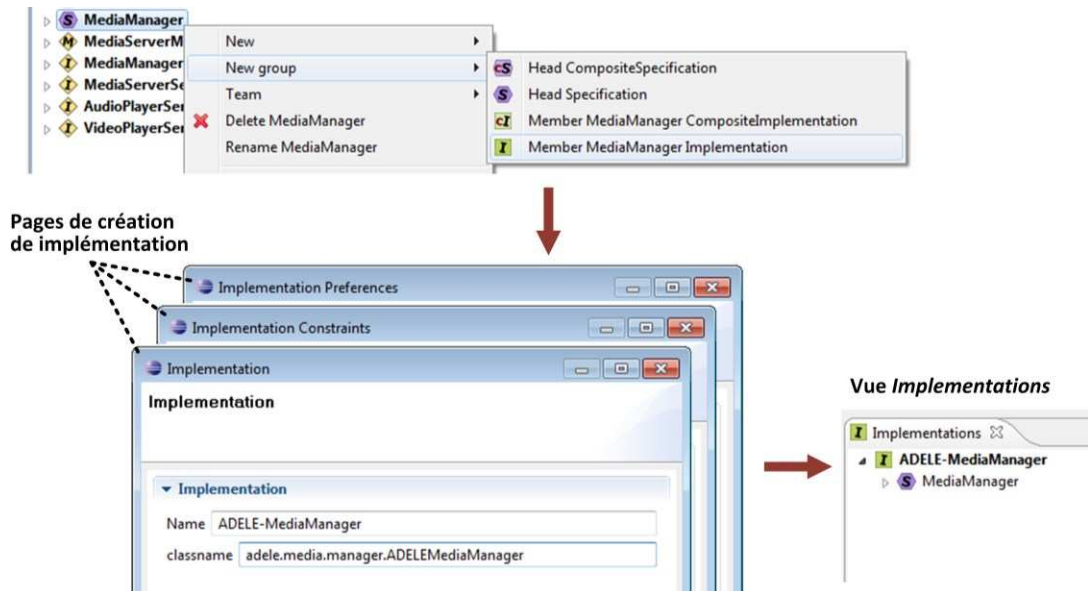 MediaManager
MediaServerM
MediaManager
MediaServerSe
AudioPlayerSer
VideoPlayerSer
New
New group
Team
Delete MediaManager
Rename MediaManager
Head CompositeSpecification
Head Specification
Member MediaManager CompositeImplementation
Member MediaManager Implementation
Pages de création
de implémentation
Implementation Preferences
Implementation Constraints
Implementation
Implementation
Implementation
Name ADELE-MediaManager
classname adele.media.manager.ADELEMediaManager
Vue Implementations
Implementations
ADELE-MediaManager
MediaManager